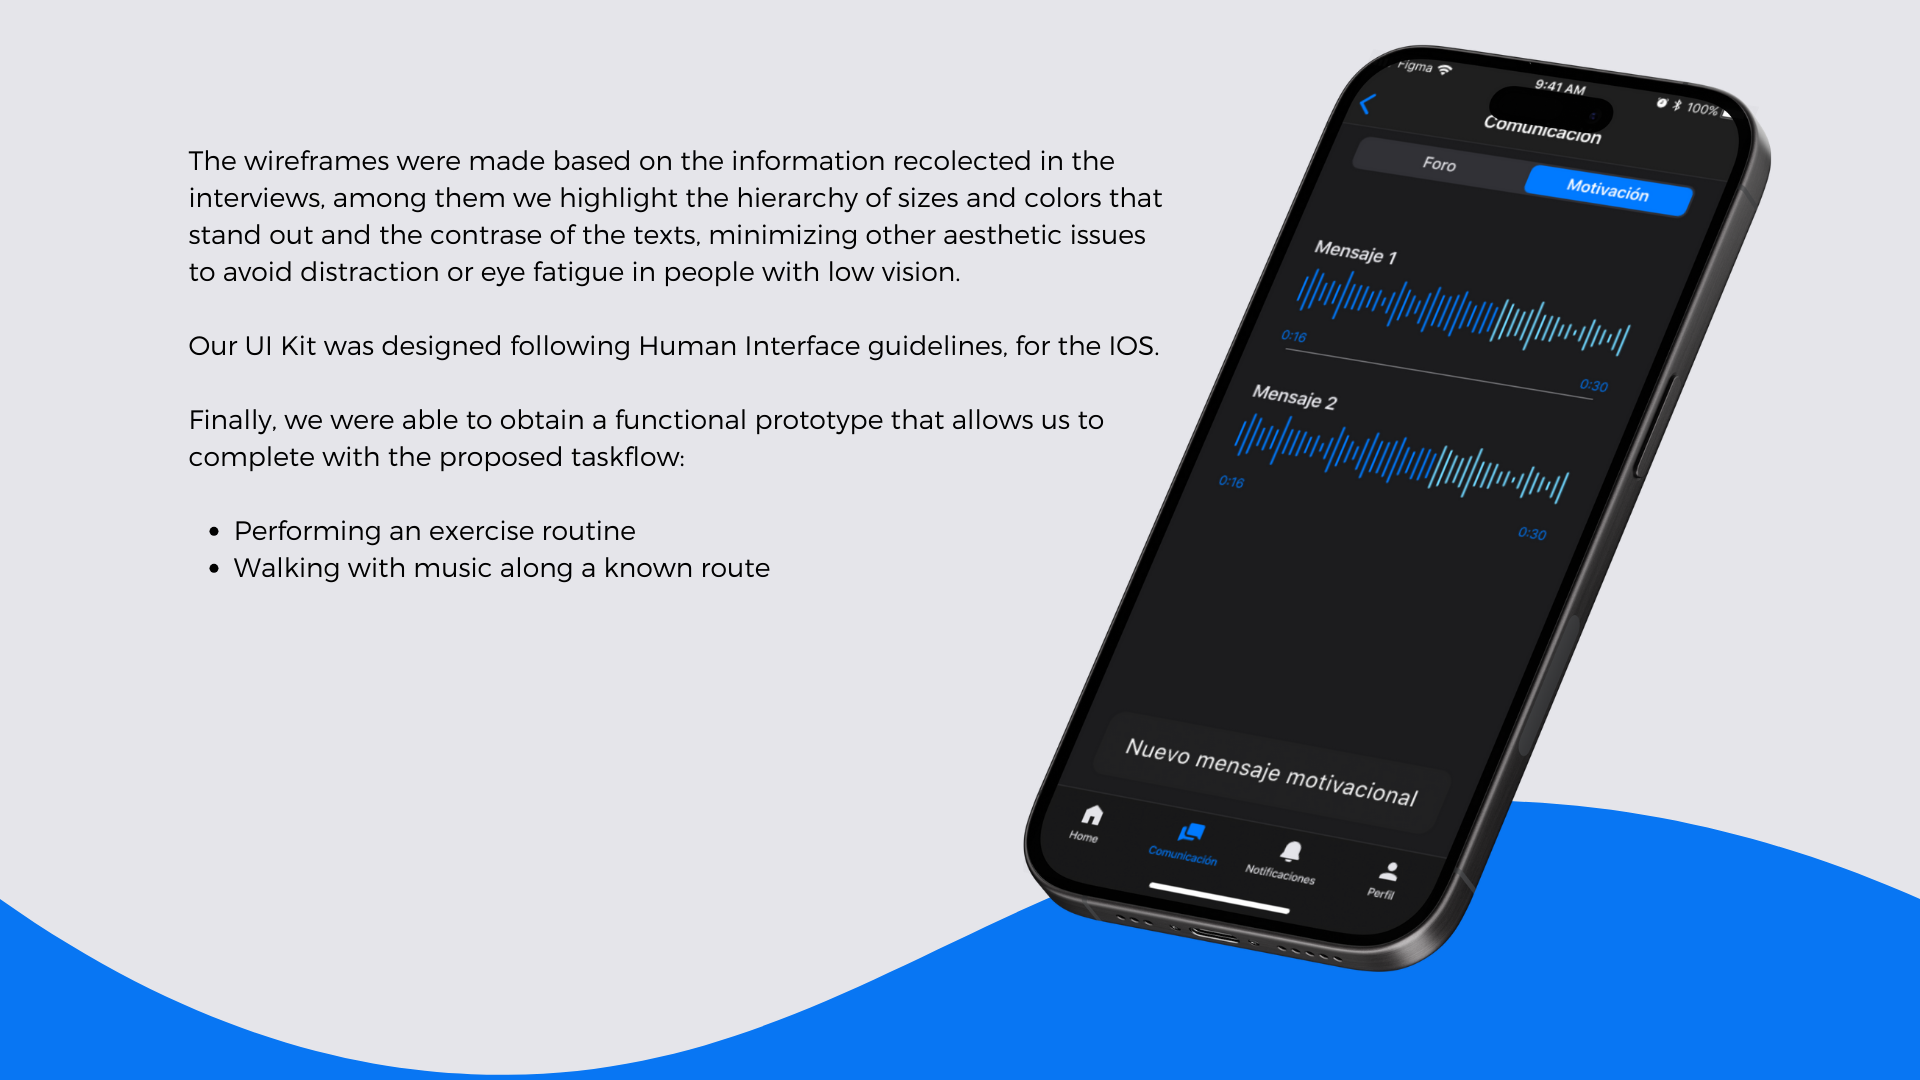 The wireframes were made based on the information recolected in the
interviews, among them we highlight the hierarchy of sizes and colors that
stand out and the contrase of the texts, minimizing other aesthetic issues
to avoid distraction or eye fatigue in people with low vision.
Our UI Kit was designed following Human Interface guidelines, for the IOS.
Finally, we were able to obtain a functional prototype that allows us to
complete with the proposed taskflow:
• Performing an exercise routine
• Walking with music along a known route
Figma 9:41 AM 100%
Comunicación
Foro Motivación
Mensaje 1
0:16 0:30
Mensaje 2
0:16 0:30
Nuevo mensaje motivacional
Home Comunicación Notificaciones Perfil